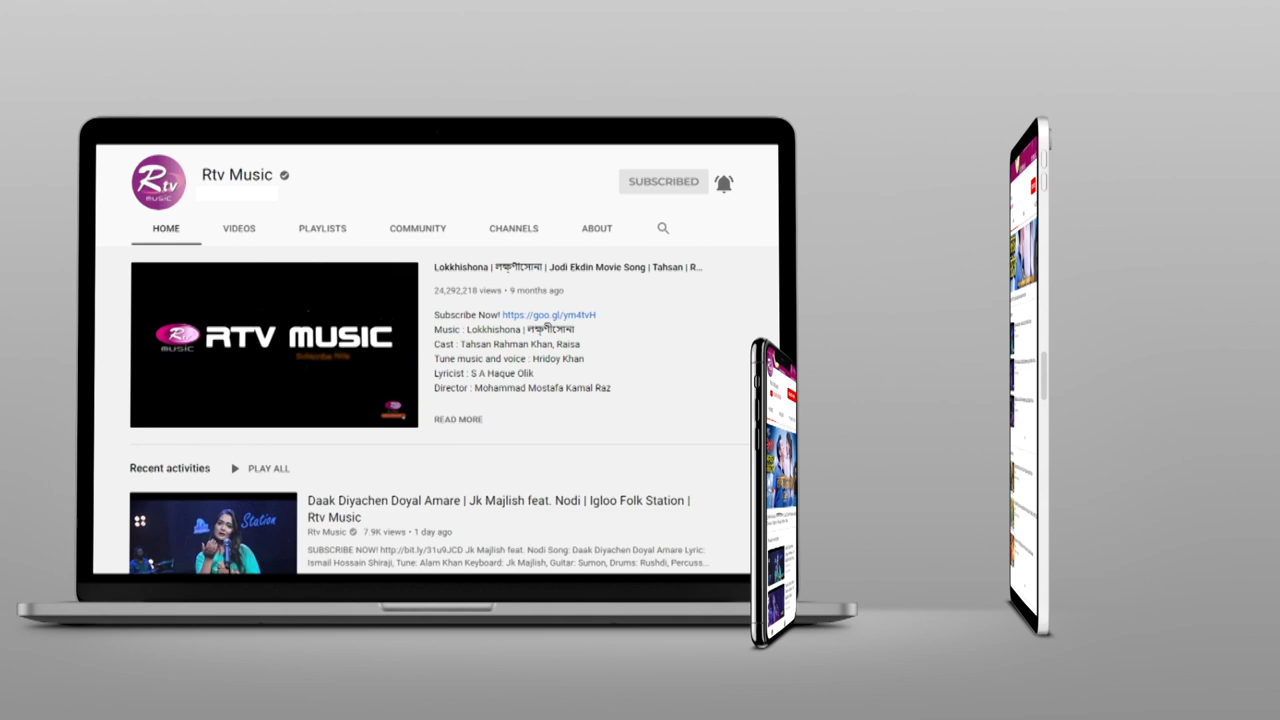 Rtv
MUSIC
Rtv Music
SUBSCRIBED
HOME
VIDEOS
PLAYLISTS
COMMUNITY
CHANNELS
ABOUT
Lokkhishona | লক্ষ্ণীসোনা | Jodi Ekdin Movie Song | Tahsan | R...
24,292,218 views • 9 months ago
Subscribe Now! https://goo.gl/ym4tvH
Music : Lokkhishona | লক্ষ্ণীসোনা
Cast : Tahsan Rahman Khan, Raisa
Tune music and voice : Hridoy Khan
Lyricist : S A Haque Olik
Director : Mohammad Mostafa Kamal Raz
READ MORE
RTV MUSIC
MUSIC
Subscribe Now
Recent activities
PLAY ALL
Station
Daak Diyachen Doyal Amare | Jk Majlish feat. Nodi | Igloo Folk Station |
Rtv Music
Rtv Music 7.9K views • 1 day ago
SUBSCRIBE NOW! http://bit.ly/31u9JCD Jk Majlish feat. Nodi Song: Daak Diyachen Doyal Amare Lyric:
Ismail Hossain Shiraji, Tune: Alam Khan Keyboard: Jk Majlish, Guitar: Sumon, Drums: Rushdi, Percuss...